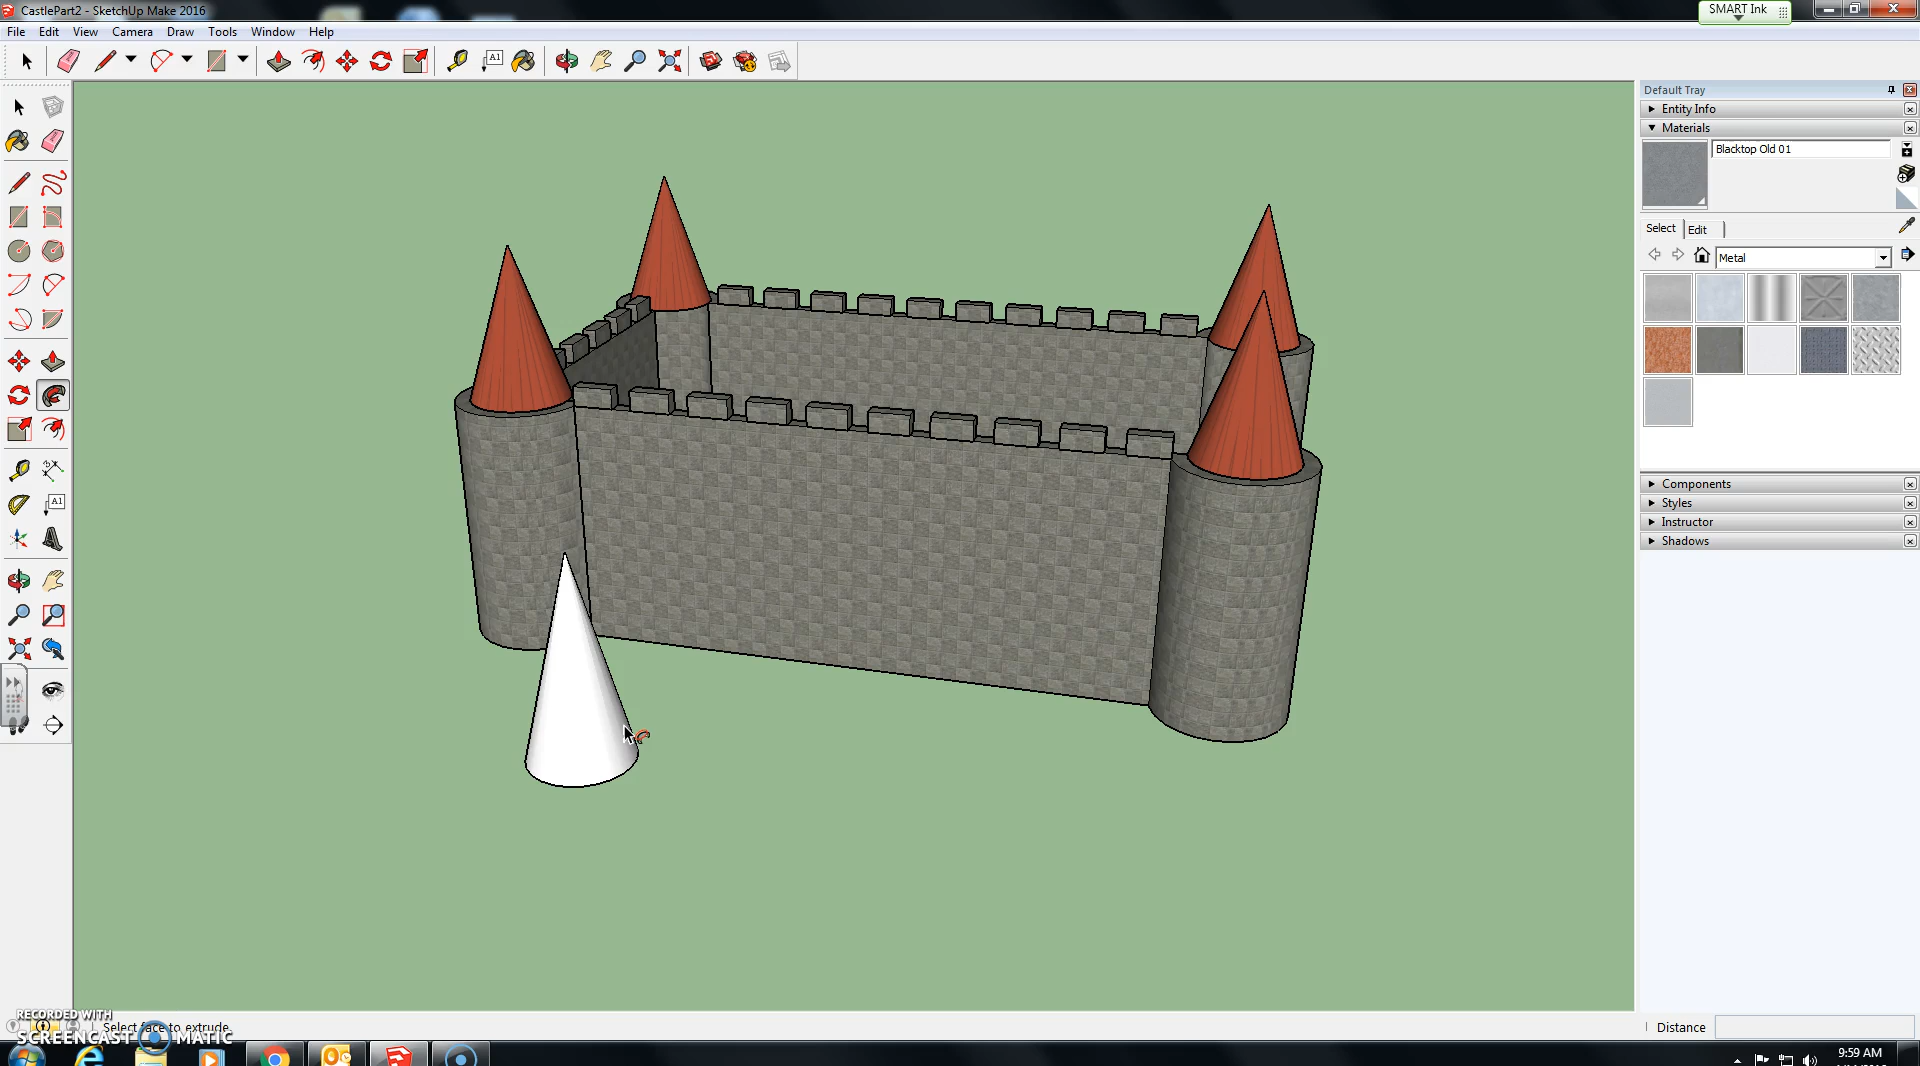 CastlePart2 - SketchUp Make 2016
SMART Ink
File Edit View Camera Draw Tools Window Help
A1
Default Tray
Entity Info
Materials
Blacktop Old 01
Select Edit
Metal
A1
Components
Styles
Instructor
Shadows
RECORDED WITH
SCREENCAST MATIC
Select face to extrude.
Distance
9:59 AM